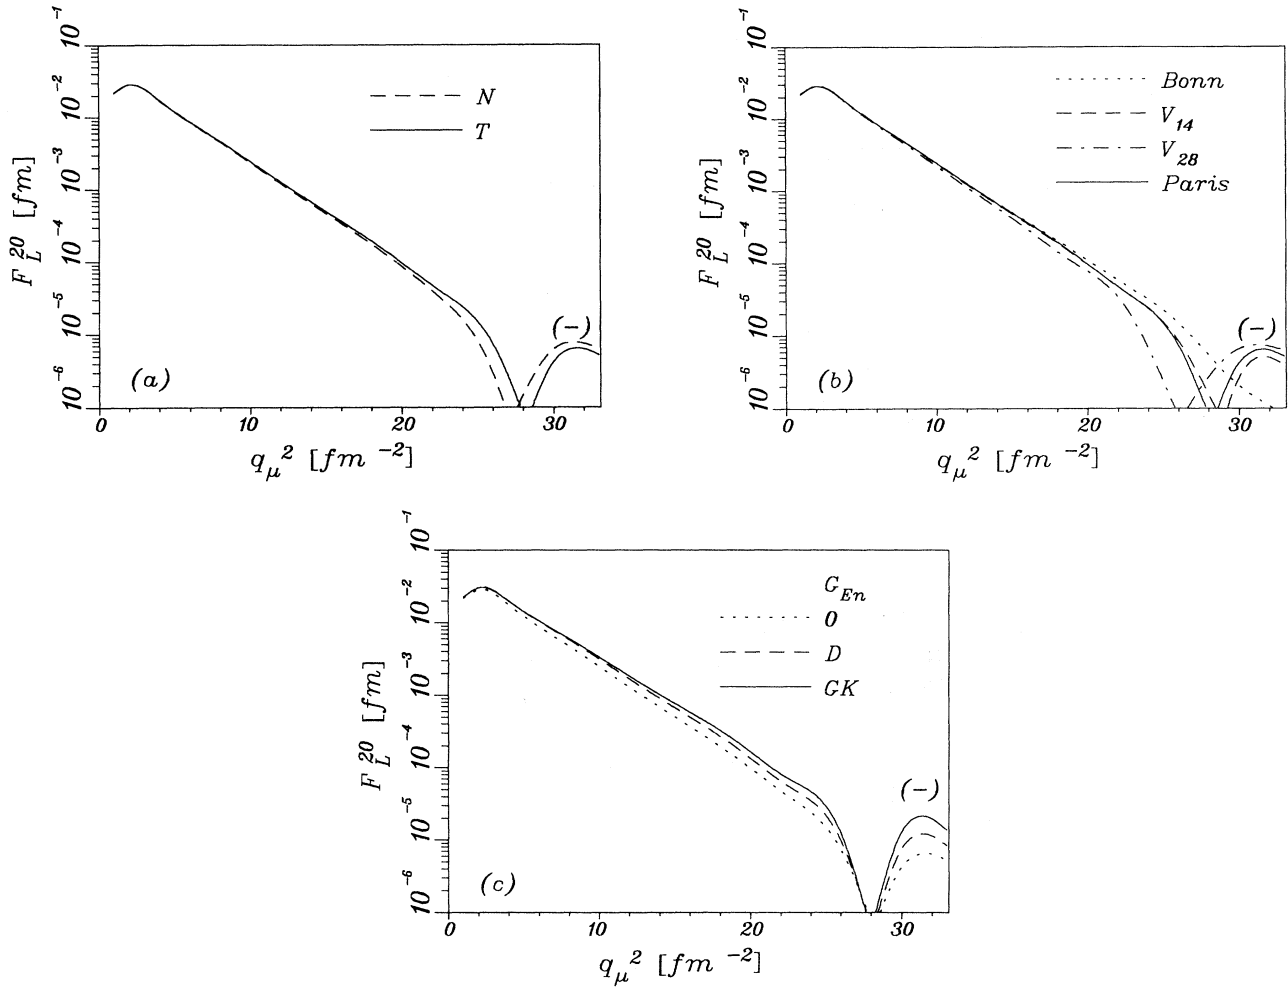 10^-1
10^-2
10^-3
10^-4
10^-5
10^-6
F_L^20 [fm]
N
T
(-)
(a)
0 10 20 30
q_μ^2 [fm^-2]
10^-1
10^-2
10^-3
10^-4
10^-5
10^-6
F_L^20 [fm]
Bonn
V_14
V_28
Paris
(-)
(b)
0 10 20 30
q_μ^2 [fm^-2]
10^-1
10^-2
10^-3
10^-4
10^-5
10^-6
F_L^20 [fm]
G_En
0
D
GK
(-)
(c)
0 10 20 30
q_μ^2 [fm^-2]